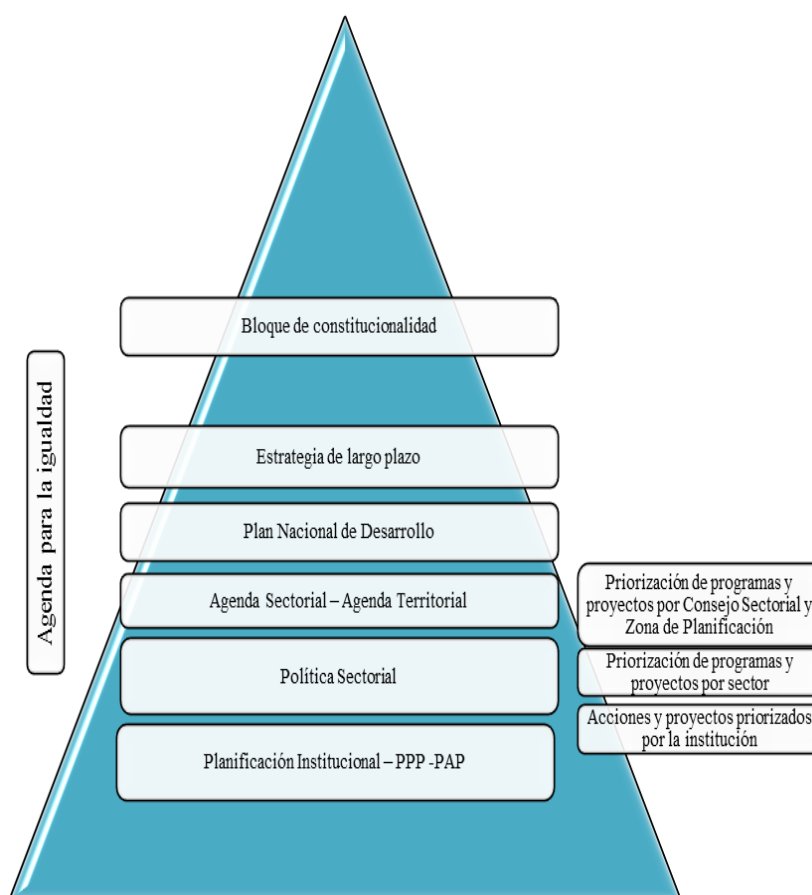 Bloque de constitucionalidad
Agenda para la igualdad
Estrategia de largo plazo
Plan Nacional de Desarrollo
Agenda Sectorial – Agenda Territorial
Priorización de programas y
proyectos por Consejo Sectorial y
Zona de Planificación
Política Sectorial
Priorización de programas y
proyectos por sector
Planificación Institucional – PPP -PAP
Acciones y proyectos priorizados
por la institución